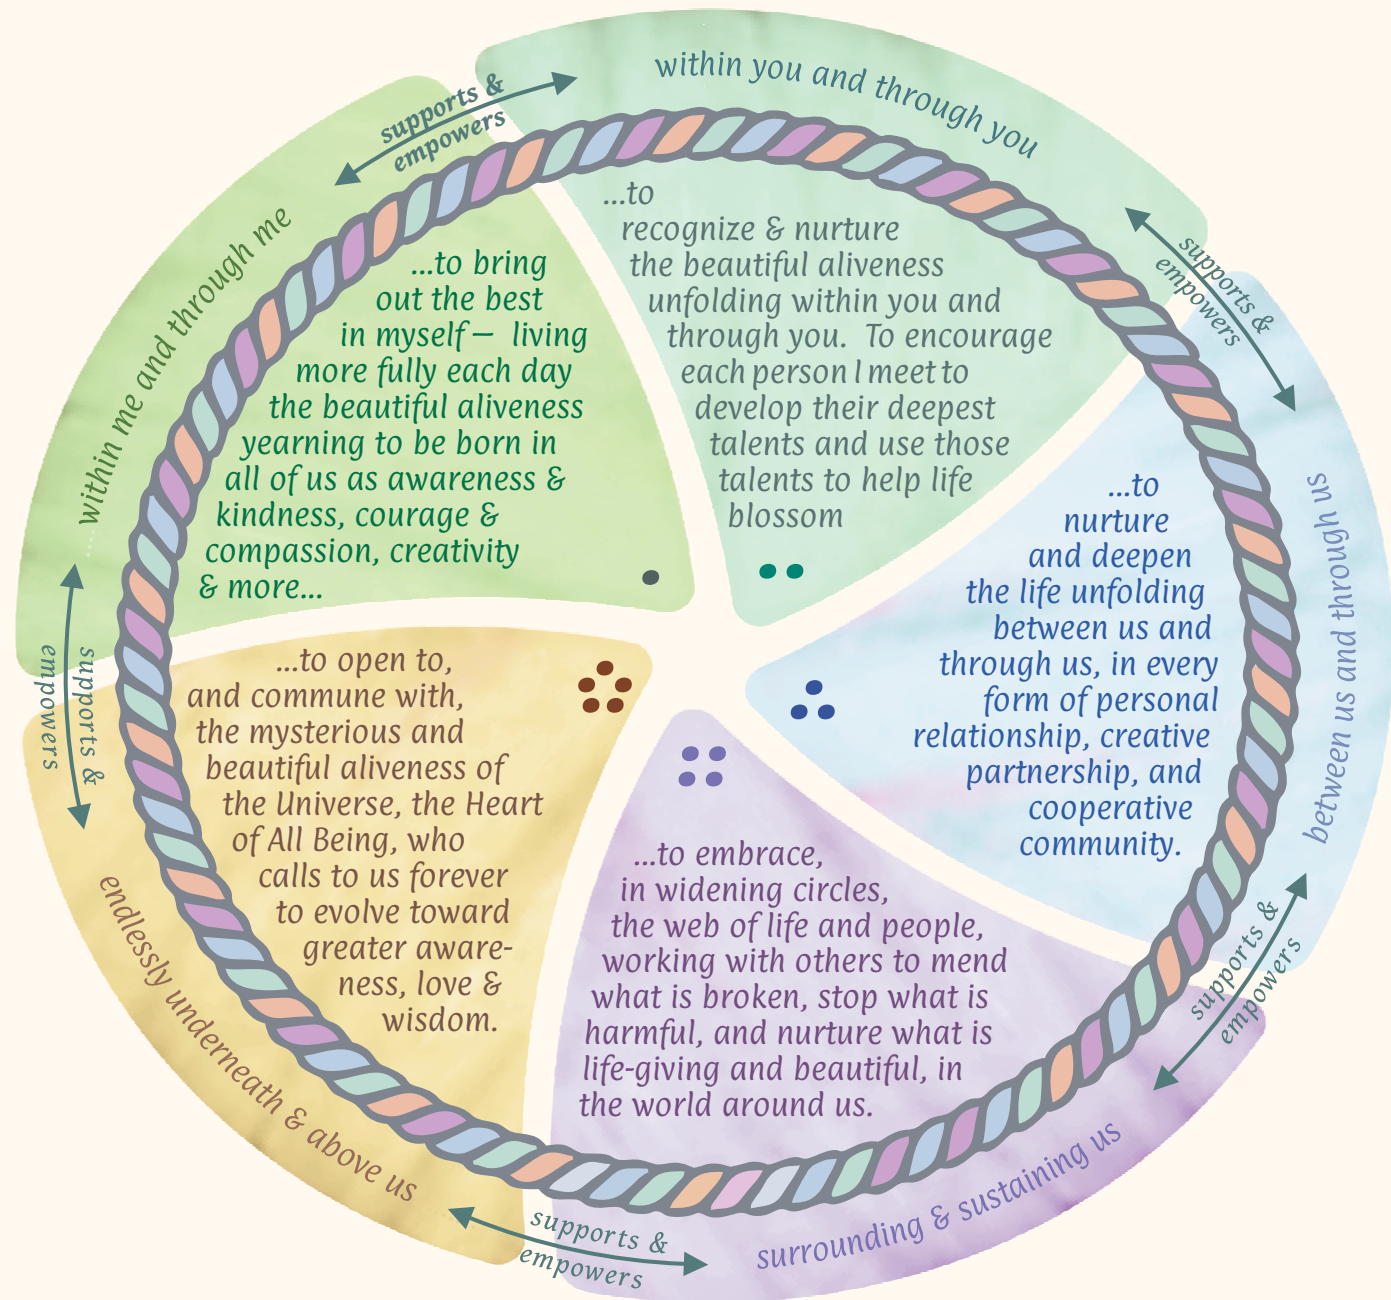 within me and through me
...to bring
out the best
in myself— living
more fully each day
the beautiful aliveness
yearning to be born in
all of us as awareness &
kindness, courage &
compassion, creativity
& more...
supports &
empowers
within you and through you
...to
recognize & nurture
the beautiful aliveness
unfolding within you and
through you. To encourage
each person I meet to
develop their deepest
talents and use those
talents to help life
blossom
supports &
empowers
between us and through us
...to
nurture
and deepen
the life unfolding
between us and
through us, in every
form of personal
relationship, creative
partnership, and
cooperative
community.
supports &
empowers
surrounding & sustaining us
...to embrace,
in widening circles,
the web of life and people,
working with others to mend
what is broken, stop what is
harmful, and nurture what is
life-giving and beautiful, in
the world around us.
supports &
empowers
endlessly underneath & above us
...to open to,
and commune with,
the mysterious and
beautiful aliveness of
the Universe, the Heart
of All Being, who
calls to us forever
to evolve toward
greater aware-
ness, love &
wisdom.
supports &
empowers